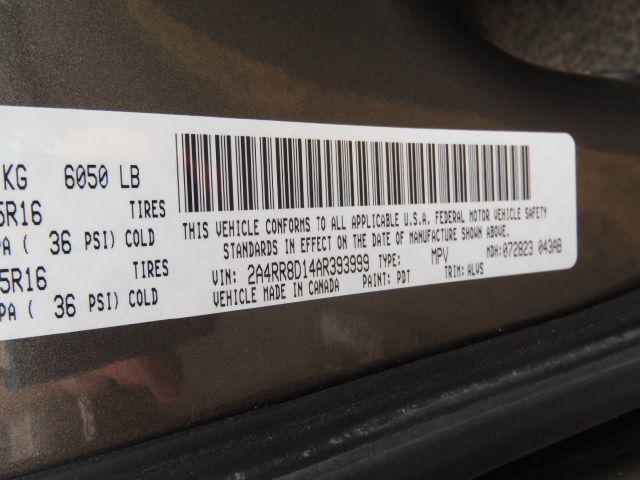 KG 6050 LB
5R16 TIRES
PA ( 36 PSI) COLD
5R16 TIRES
PA ( 36 PSI) COLD
THIS VEHICLE CONFORMS TO ALL APPLICABLE U.S.A. FEDERAL MOTOR VEHICLE SAFETY
STANDARDS IN EFFECT ON THE DATE OF MANUFACTURE SHOWN ABOVE.
VIN: 2A4RR8D14AR393999 TYPE: MPV MDH:072823 043AB
VEHICLE MADE IN CANADA PAINT: PDT TRIM: ALVS